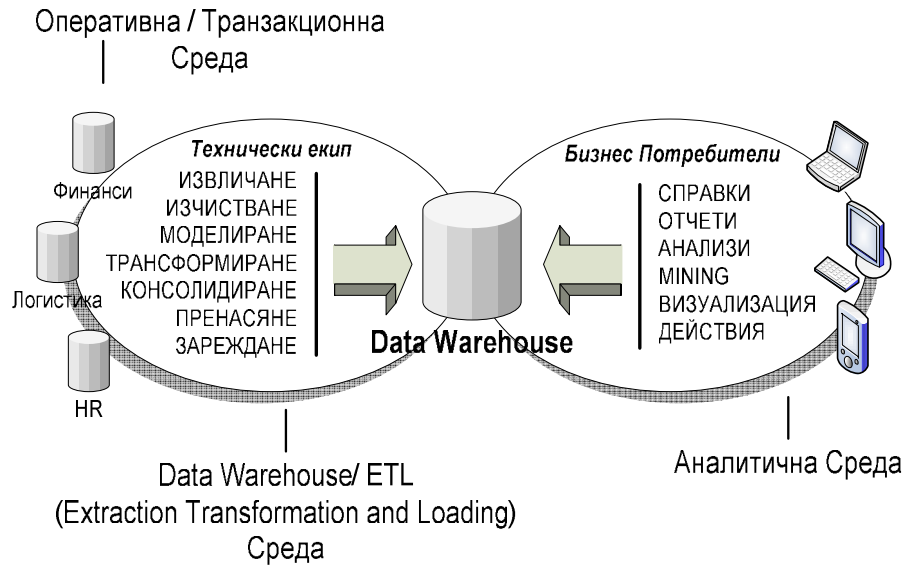 Оперативна / Транзакционна
Среда
Финанси
Логистика
HR
Технически екип
ИЗВЛИЧАНЕ
ИЗЧИСТВАНЕ
МОДЕЛИРАНЕ
ТРАНСФОРМИРАНЕ
КОНСОЛИДИРАНЕ
ПРЕНАСЯНЕ
ЗАРЕЖДАНЕ
Data Warehouse
Бизнес Потребители
СПРАВКИ
ОТЧЕТИ
АНАЛИЗИ
MINING
ВИЗУАЛИЗАЦИЯ
ДЕЙСТВИЯ
Data Warehouse/ ETL
(Extraction Transformation and Loading)
Среда
Аналитична Среда